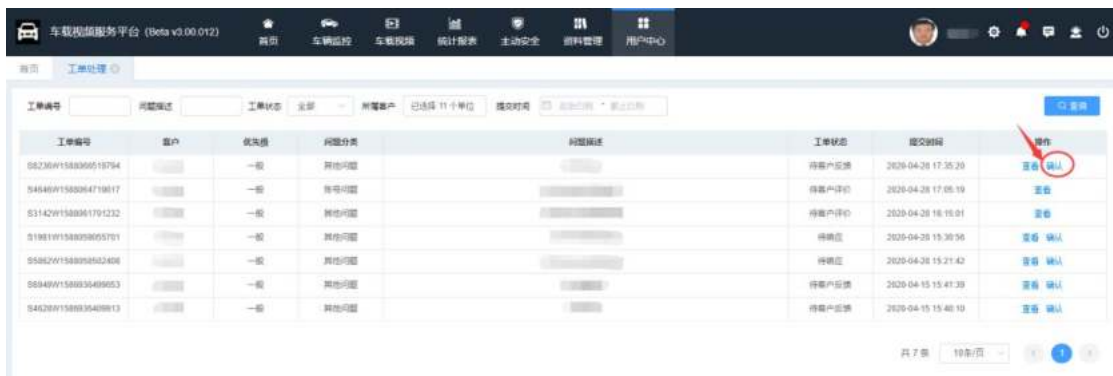 车载视频服务平台 (Beta v3.00.012)
首页 车辆监控 车载视频 统计报表 主动安全 资料管理 用户中心
首页 工单处理
工单编号 问题描述 工单状态 全部 所属客户 已选择 11 个单位 提交时间 起始日期 截止日期 查询
工单编号 客户 优先级 问题分类 问题描述 工单状态 提交时间 操作
一般 其他问题 待客户反馈 2020-04-28 17:35:20 查看 确认
一般 账号问题 待客户评价 2020-04-28 17:05:19 查看
一般 其他问题 待客户评价 2020-04-28 16:16:01 查看
一般 其他问题 待响应 2020-04-28 15:30:56 查看 确认
一般 其他问题 待响应 2020-04-28 15:21:42 查看 确认
一般 其他问题 待客户反馈 2020-04-15 15:41:39 查看 确认
一般 其他问题 待客户反馈 2020-04-15 15:40:10 查看 确认
共 7 条 10条/页 1